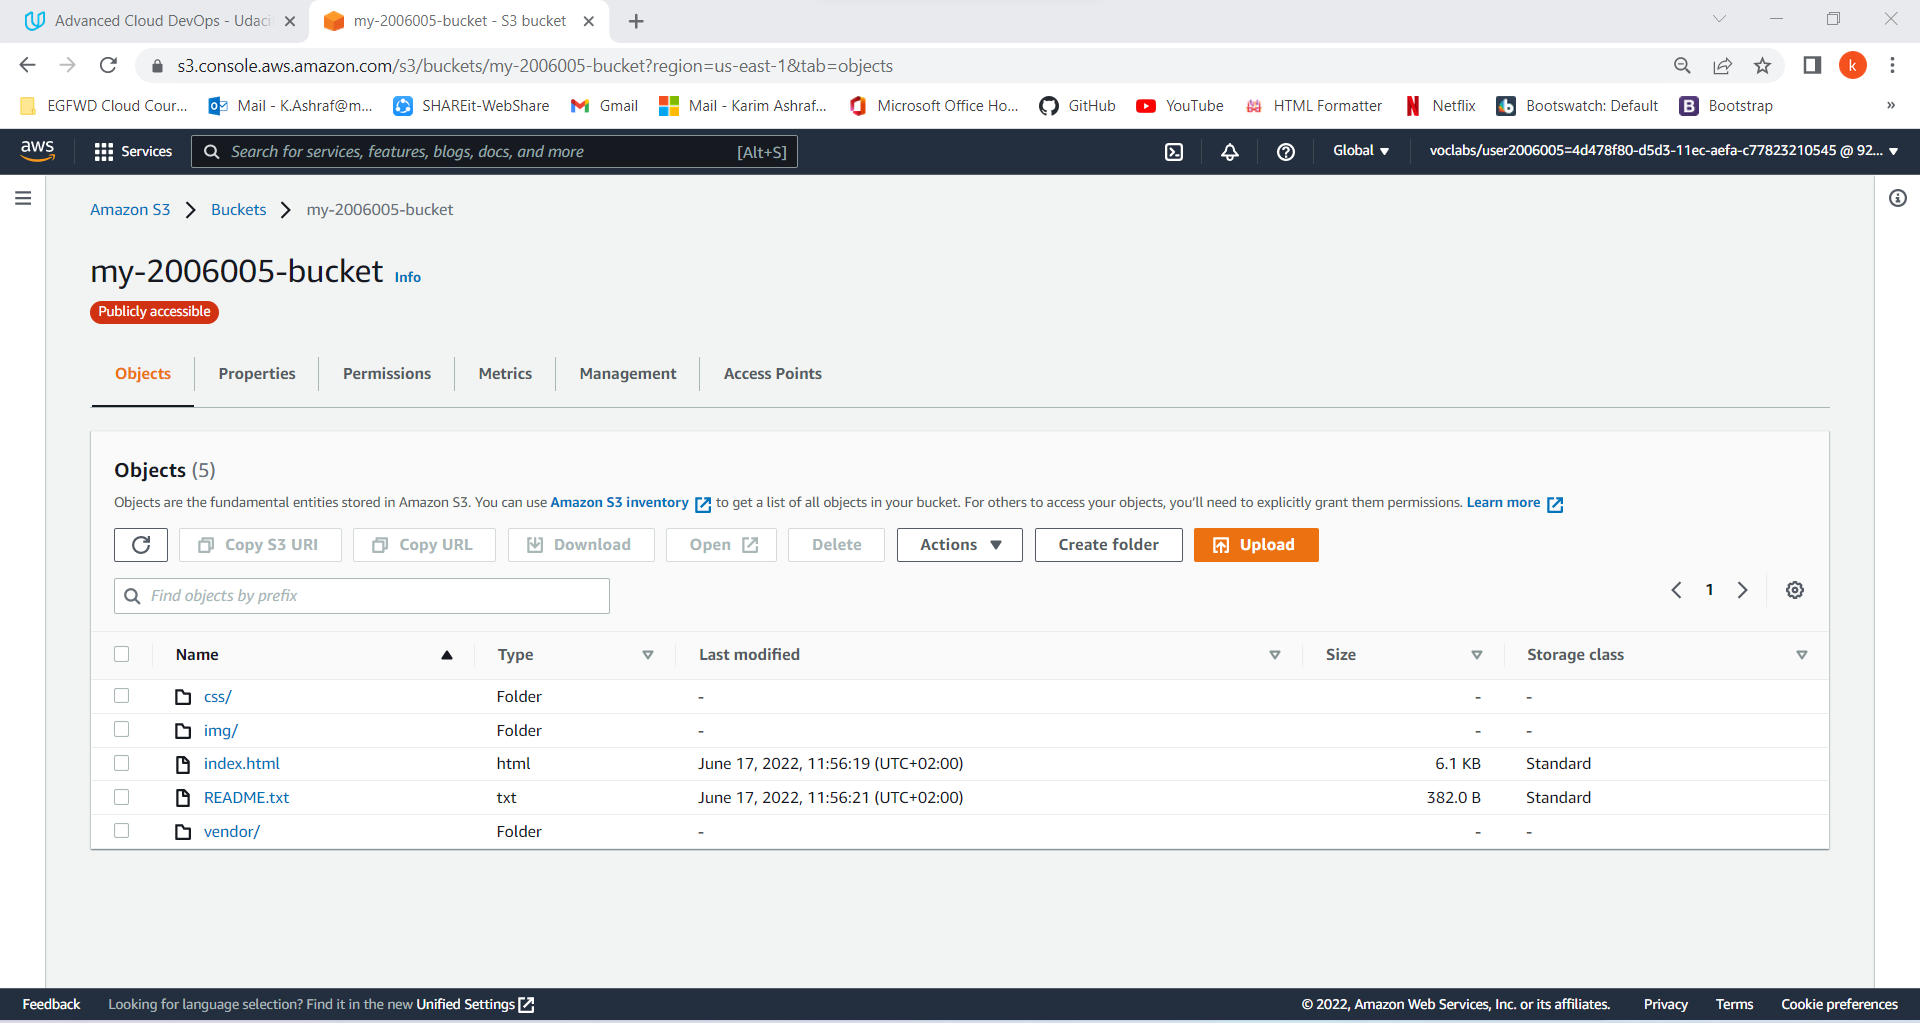 Advanced Cloud DevOps - Udaci
my-2006005-bucket - S3 bucket
s3.console.aws.amazon.com/s3/buckets/my-2006005-bucket?region=us-east-1&tab=objects
k
EGFWD Cloud Cour...
Mail - K.Ashraf@m...
SHAREit-WebShare
Gmail
Mail - Karim Ashraf...
Microsoft Office Ho...
GitHub
YouTube
HTML Formatter
Netflix
Bootswatch: Default
Bootstrap
»
aws
Services
Search for services, features, blogs, docs, and more
[Alt+S]
Global
voclabs/user2006005=4d478f80-d5d3-11ec-aefa-c77823210545 @ 92...
Amazon S3
Buckets
my-2006005-bucket
my-2006005-bucket Info
Publicly accessible
Objects
Properties
Permissions
Metrics
Management
Access Points
Objects (5)
Objects are the fundamental entities stored in Amazon S3. You can use Amazon S3 inventory to get a list of all objects in your bucket. For others to access your objects, you'll need to explicitly grant them permissions. Learn more
Copy S3 URI
Copy URL
Download
Open
Delete
Actions
Create folder
Upload
Find objects by prefix
1
Name Type Last modified Size Storage class
css/ Folder - - -
img/ Folder - - -
index.html html June 17, 2022, 11:56:19 (UTC+02:00) 6.1 KB Standard
README.txt txt June 17, 2022, 11:56:21 (UTC+02:00) 382.0 B Standard
vendor/ Folder - - -
Feedback
Looking for language selection? Find it in the new Unified Settings
© 2022, Amazon Web Services, Inc. or its affiliates.
Privacy
Terms
Cookie preferences